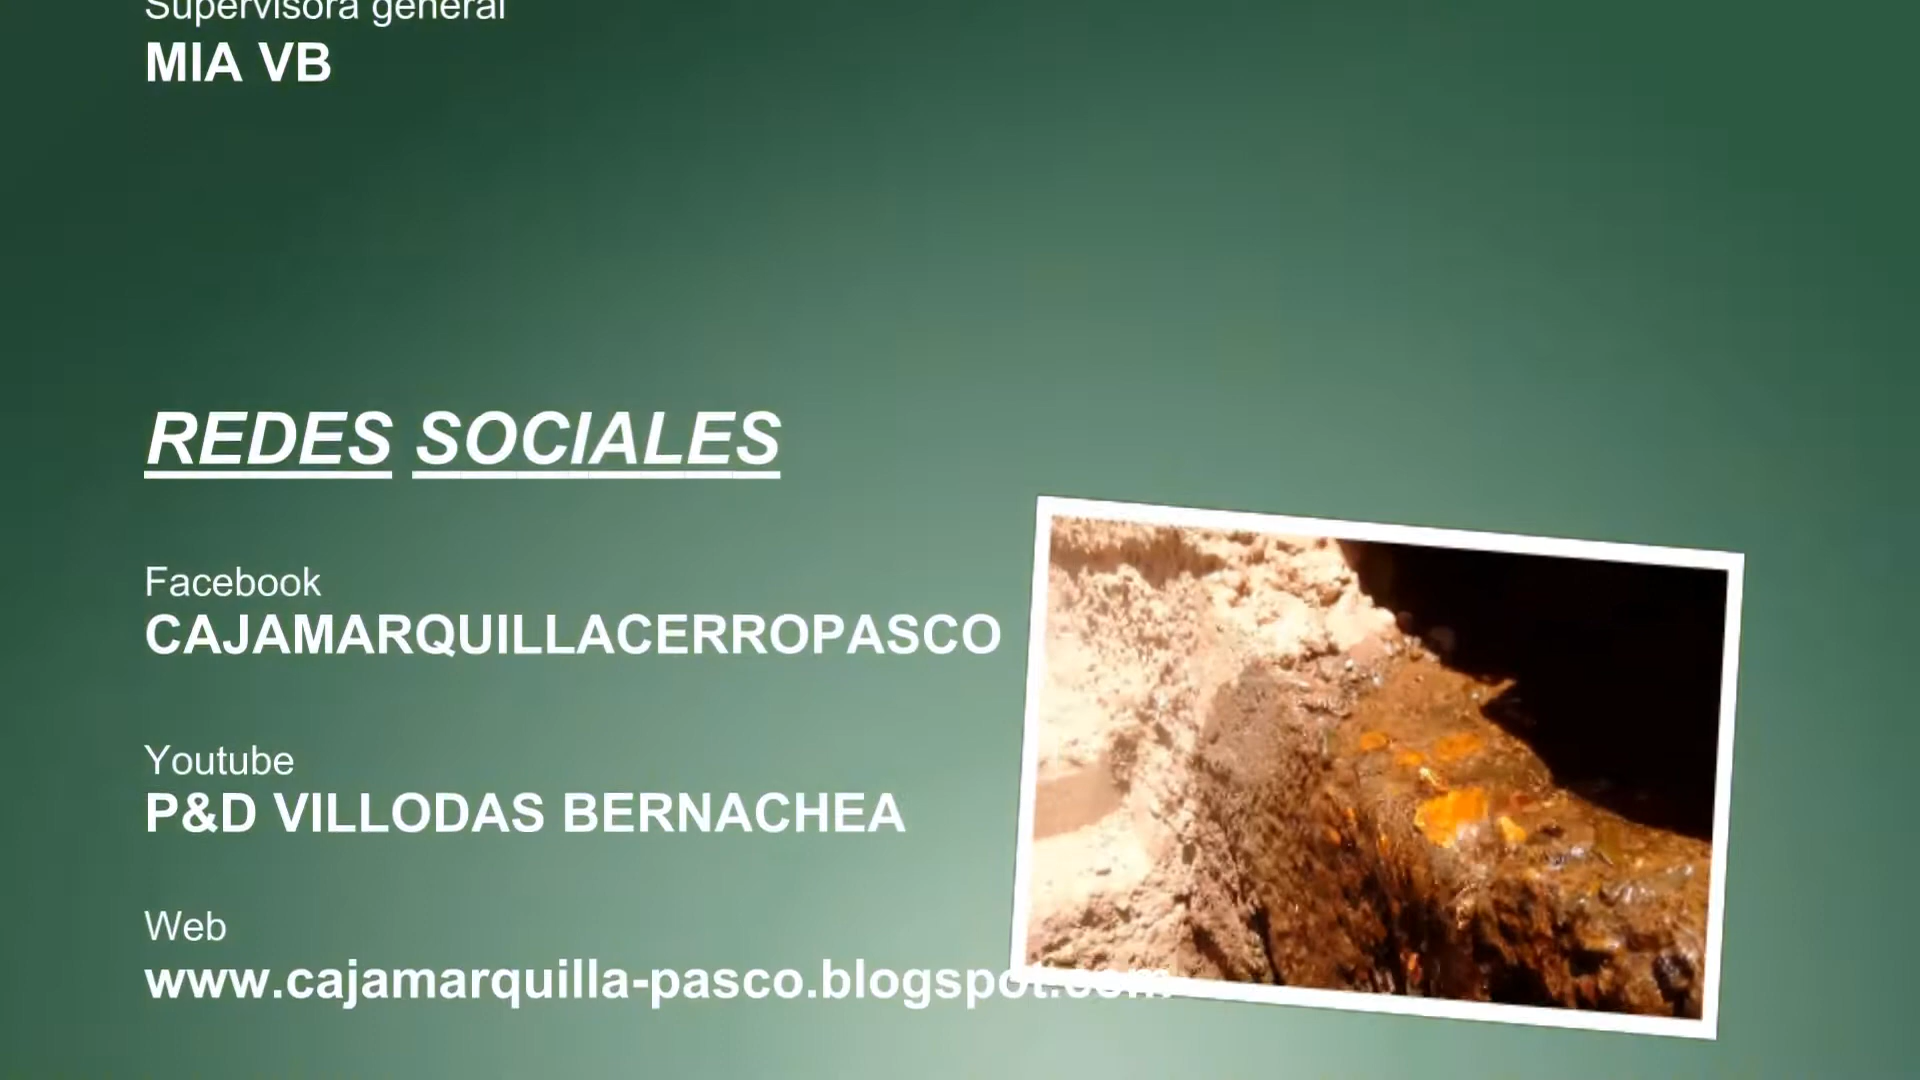 Supervisora general
MIA VB
REDES SOCIALES
Facebook
CAJAMARQUILLACERROPASCO
Youtube
P&D VILLODAS BERNACHEA
Web
www.cajamarquilla-pasco.blogspot.com